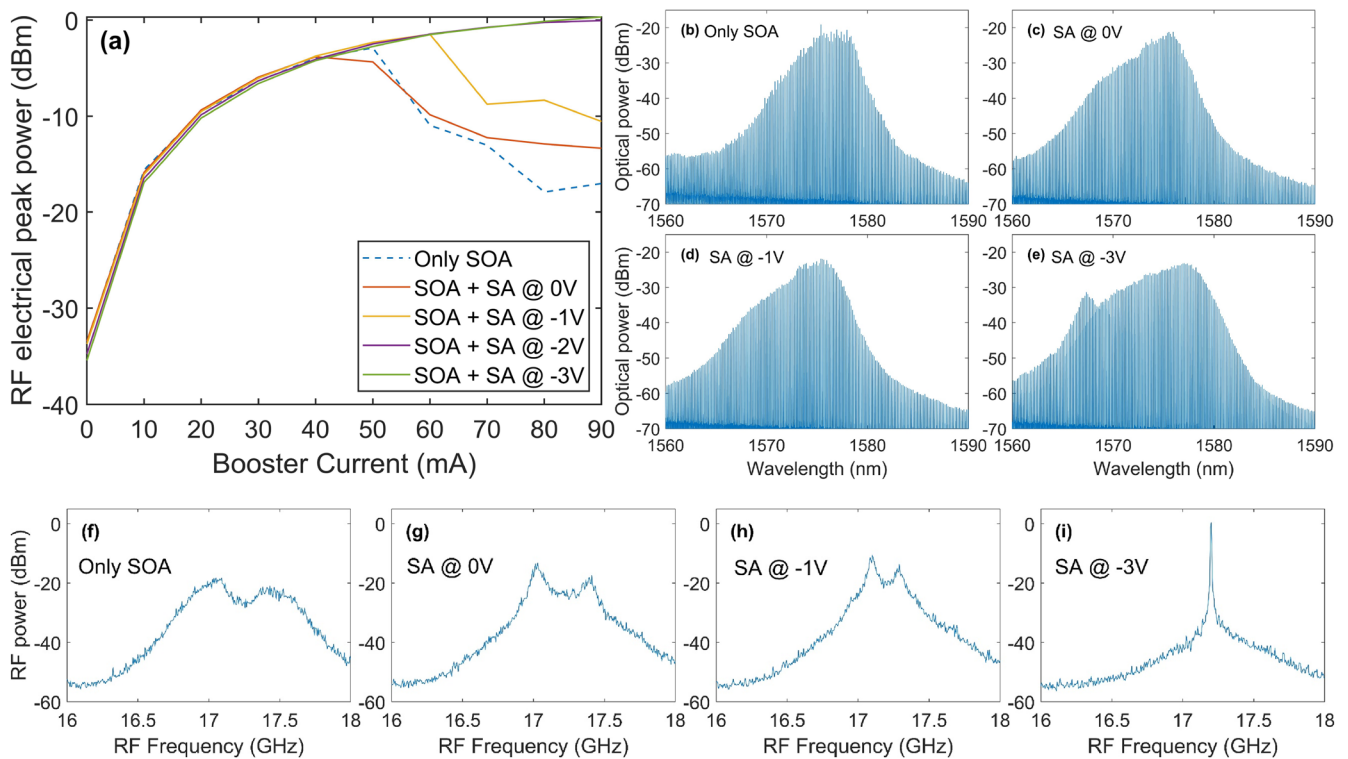 (a)
RF electrical peak power (dBm)
0
-10
-20
-30
-40
0 10 20 30 40 50 60 70 80 90
Booster Current (mA)
Only SOA
SOA + SA @ 0V
SOA + SA @ -1V
SOA + SA @ -2V
SOA + SA @ -3V
(b) Only SOA
Optical power (dBm)
-20
-30
-40
-50
-60
-70
1560 1570 1580 1590
(c) SA @ 0V
-20
-30
-40
-50
-60
-70
1560 1570 1580 1590
(d) SA @ -1V
Optical power (dBm)
-20
-30
-40
-50
-60
-70
1560 1570 1580 1590
Wavelength (nm)
(e) SA @ -3V
-20
-30
-40
-50
-60
-70
1560 1570 1580 1590
Wavelength (nm)
(f)
Only SOA
RF power (dBm)
0
-20
-40
-60
16 16.5 17 17.5 18
RF Frequency (GHz)
(g)
SA @ 0V
0
-20
-40
-60
16 16.5 17 17.5 18
RF Frequency (GHz)
(h)
SA @ -1V
0
-20
-40
-60
16 16.5 17 17.5 18
RF Frequency (GHz)
(i)
SA @ -3V
0
-20
-40
-60
16 16.5 17 17.5 18
RF Frequency (GHz)